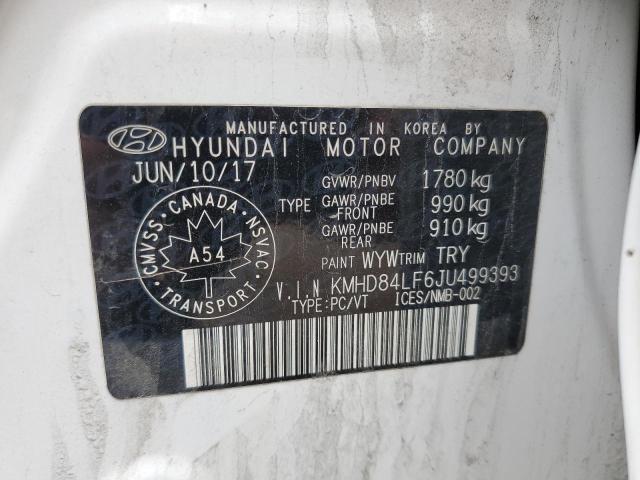 MANUFACTURED IN KOREA BY
HYUNDAI MOTOR COMPANY
JUN/10/17
GVWR/PNBV 1780 kg
TYPE GAWR/PNBE FRONT 990 kg
GAWR/PNBE REAR 910 kg
PAINT WYW TRIM TRY
V.I.N KMHD84LF6JU499393
TYPE:PC/VT ICES/NMB-002
CMVSS · CANADA · NSVAC
A54
TRANSPORT